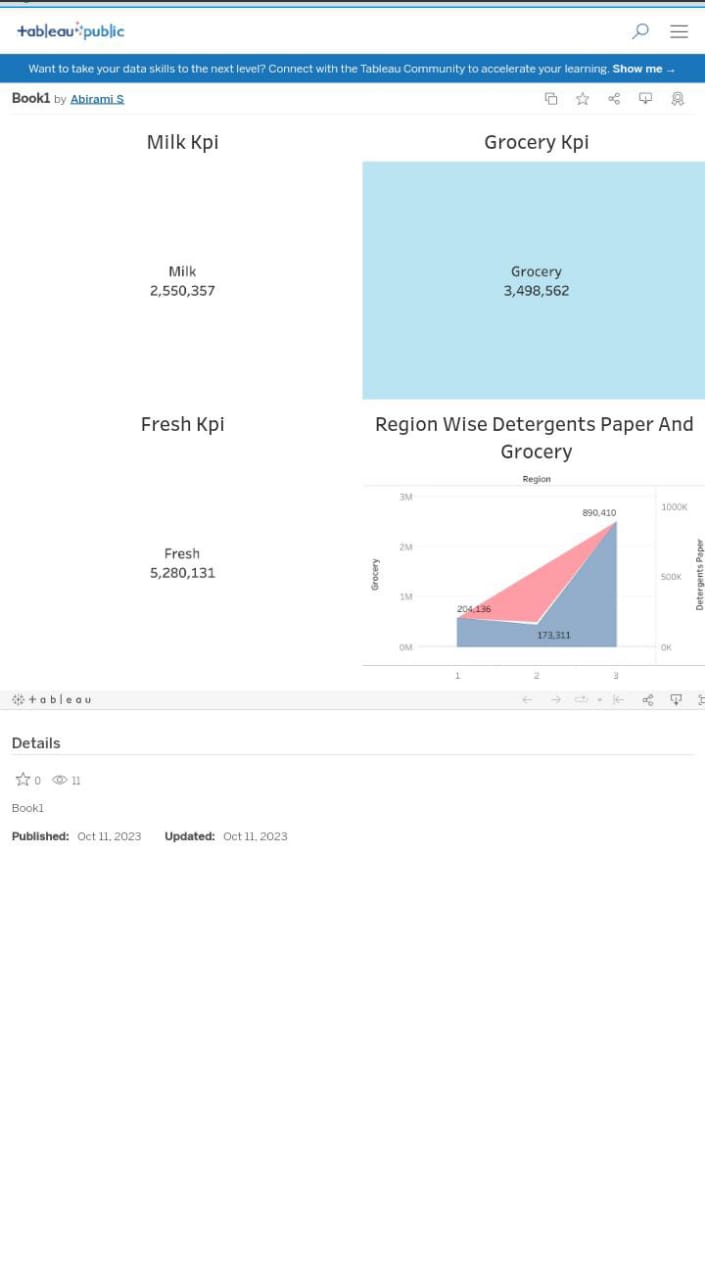 +ableau public
Want to take your data skills to the next level? Connect with the Tableau Community to accelerate your learning. Show me →
Book1 by Abirami S
Milk Kpi
Grocery Kpi
Milk
2,550,357
Grocery
3,498,562
Fresh Kpi
Region Wise Detergents Paper And
Grocery
Fresh
5,280,131
Region
Grocery
3M
2M
1M
0M
890,410
204,136
173,311
1000K
500K
0K
Detergents Paper
1
2
3
+ a b l e a u
Details
0
11
Book1
Published: Oct 11, 2023 Updated: Oct 11, 2023